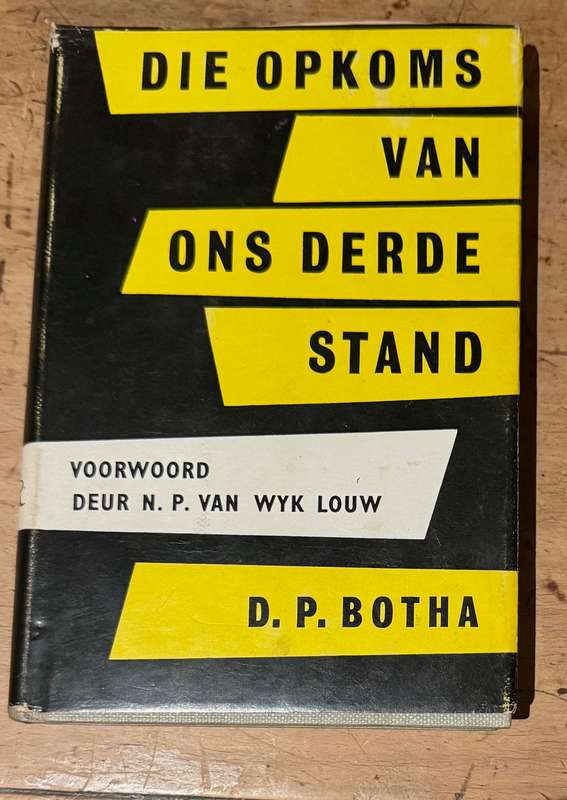 DIE OPKOMS
VAN
ONS DERDE
STAND
VOORWOORD
DEUR N. P. VAN WYK LOUW
D. P. BOTHA